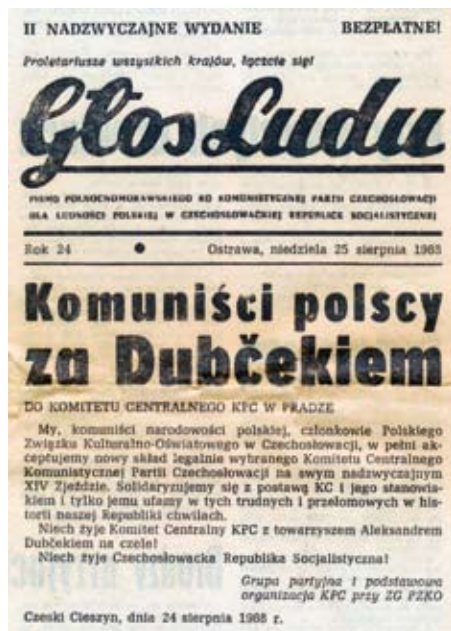 II NADZWYCZAJNE WYDANIE BEZPŁATNE!
Proletariusze wszystkich krajów, łączcie się!
Głos Ludu
PISMO PÓŁNOCNOMORAWSKIEGO KO KOMUNISTYCZNEJ PARTII CZECHOSŁOWACJI
DLA LUDNOŚCI POLSKIEJ W CZECHOSŁOWACKIEJ REPUBLICE SOCJALISTYCZNEJ
Rok 24 ● Ostrawa, niedziela 25 sierpnia 1968
Komuniści polscy
za Dubčekiem
DO KOMITETU CENTRALNEGO KPC W PRADZE
My, komuniści narodowości polskiej, członkowie Polskiego
Związku Kulturalno-Oświatowego w Czechosłowacji, w pełni ak-
ceptujemy nowy skład legalnie wybranego Komitetu Centralnego
Komunistycznej Partii Czechosłowacji na swym nadzwyczajnym
XIV Zjeździe. Solidaryzujemy się z postawą KC i jego stanowis-
kiem i tylko jemu ufamy w tych trudnych i przełomowych w his-
torii naszej Republiki chwilach.
Niech żyje Komitet Centralny KPC z towarzyszem Aleksandrem
Dubčekiem na czele!
Niech żyje Czechosłowacka Republika Socjalistyczna!
Grupa partyjna i podstawowa
organizacja KPC przy ZG PZKO
Czeski Cieszyn, dnia 24 sierpnia 1968 r.